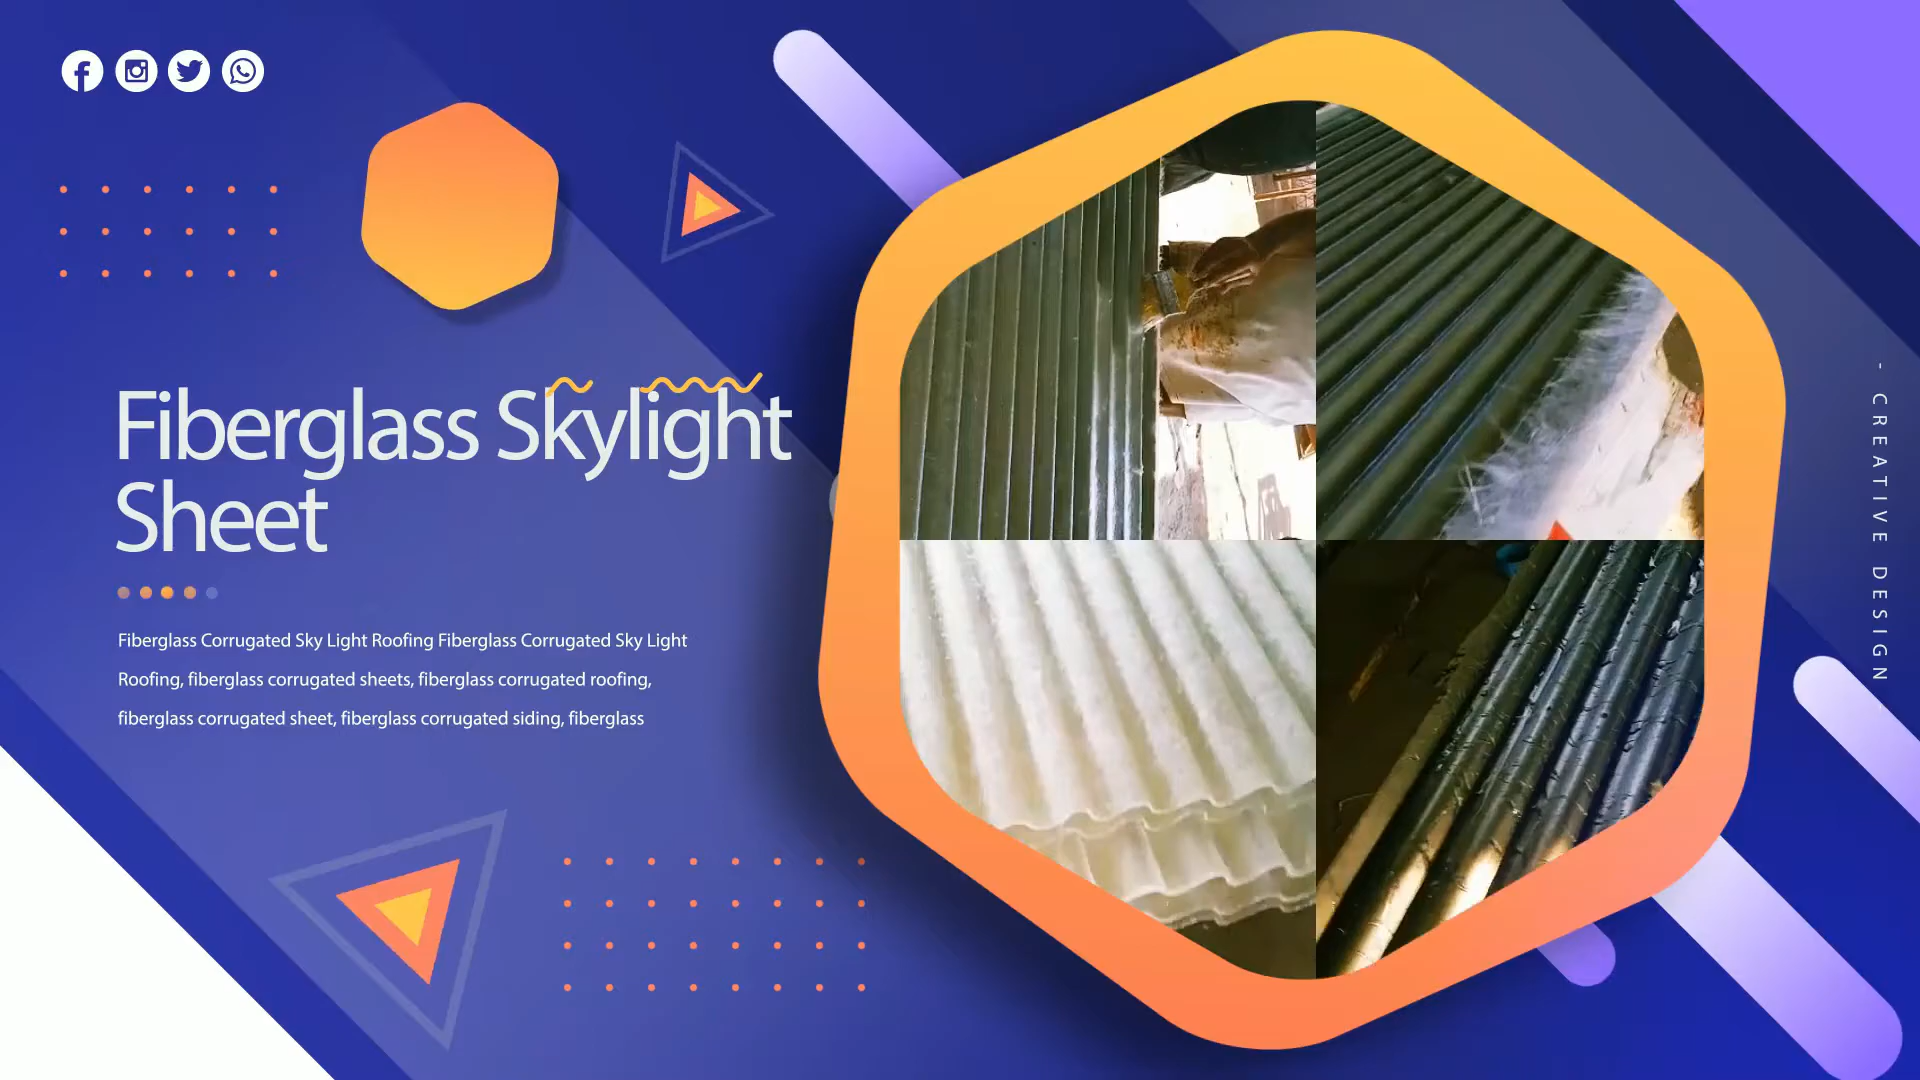 Fiberglass Skylight
Sheet
Fiberglass Corrugated Sky Light Roofing Fiberglass Corrugated Sky Light
Roofing, fiberglass corrugated sheets, fiberglass corrugated roofing,
fiberglass corrugated sheet, fiberglass corrugated siding, fiberglass
- CREATIVE DESIGN -